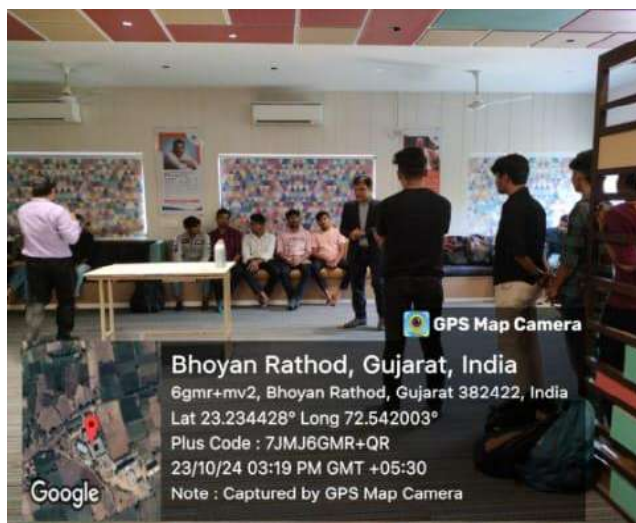 GPS Map Camera
Bhoyan Rathod, Gujarat, India
6gmr+mv2, Bhoyan Rathod, Gujarat 382422, India
Lat 23.234428° Long 72.542003°
Plus Code : 7JMJ6GMR+QR
23/10/24 03:19 PM GMT +05:30
Note : Captured by GPS Map Camera
Google